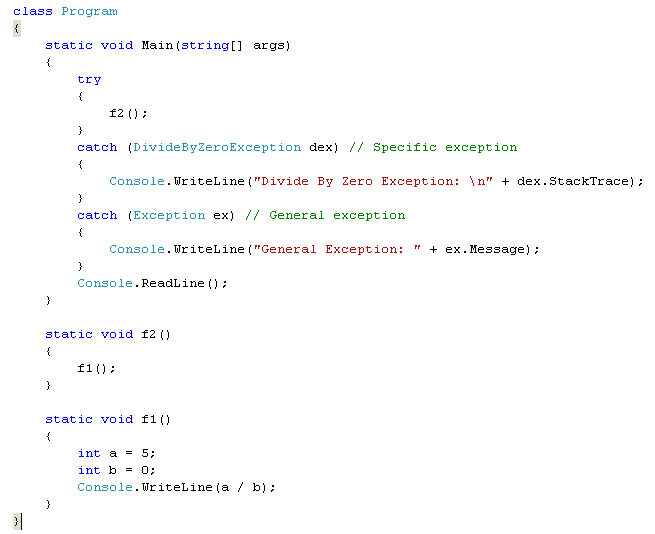 class Program
{
    static void Main(string[] args)
    {
        try
        {
            f2();
        }
        catch (DivideByZeroException dex) // Specific exception
        {
            Console.WriteLine("Divide By Zero Exception: \n" + dex.StackTrace);
        }
        catch (Exception ex) // General exception
        {
            Console.WriteLine("General Exception: " + ex.Message);
        }
        Console.ReadLine();
    }

    static void f2()
    {
        f1();
    }

    static void f1()
    {
        int a = 5;
        int b = 0;
        Console.WriteLine(a / b);
    }
}